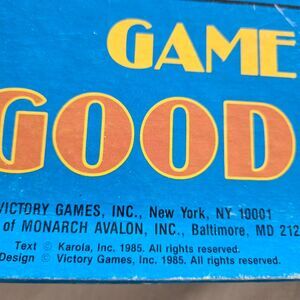 GAME
GOOD
VICTORY GAMES, INC., New York, NY 10001
of MONARCH AVALON, INC., Baltimore, MD 212
Text © Karola, Inc. 1985. All rights reserved.
Design © Victory Games, Inc. 1985. All rights reserved.